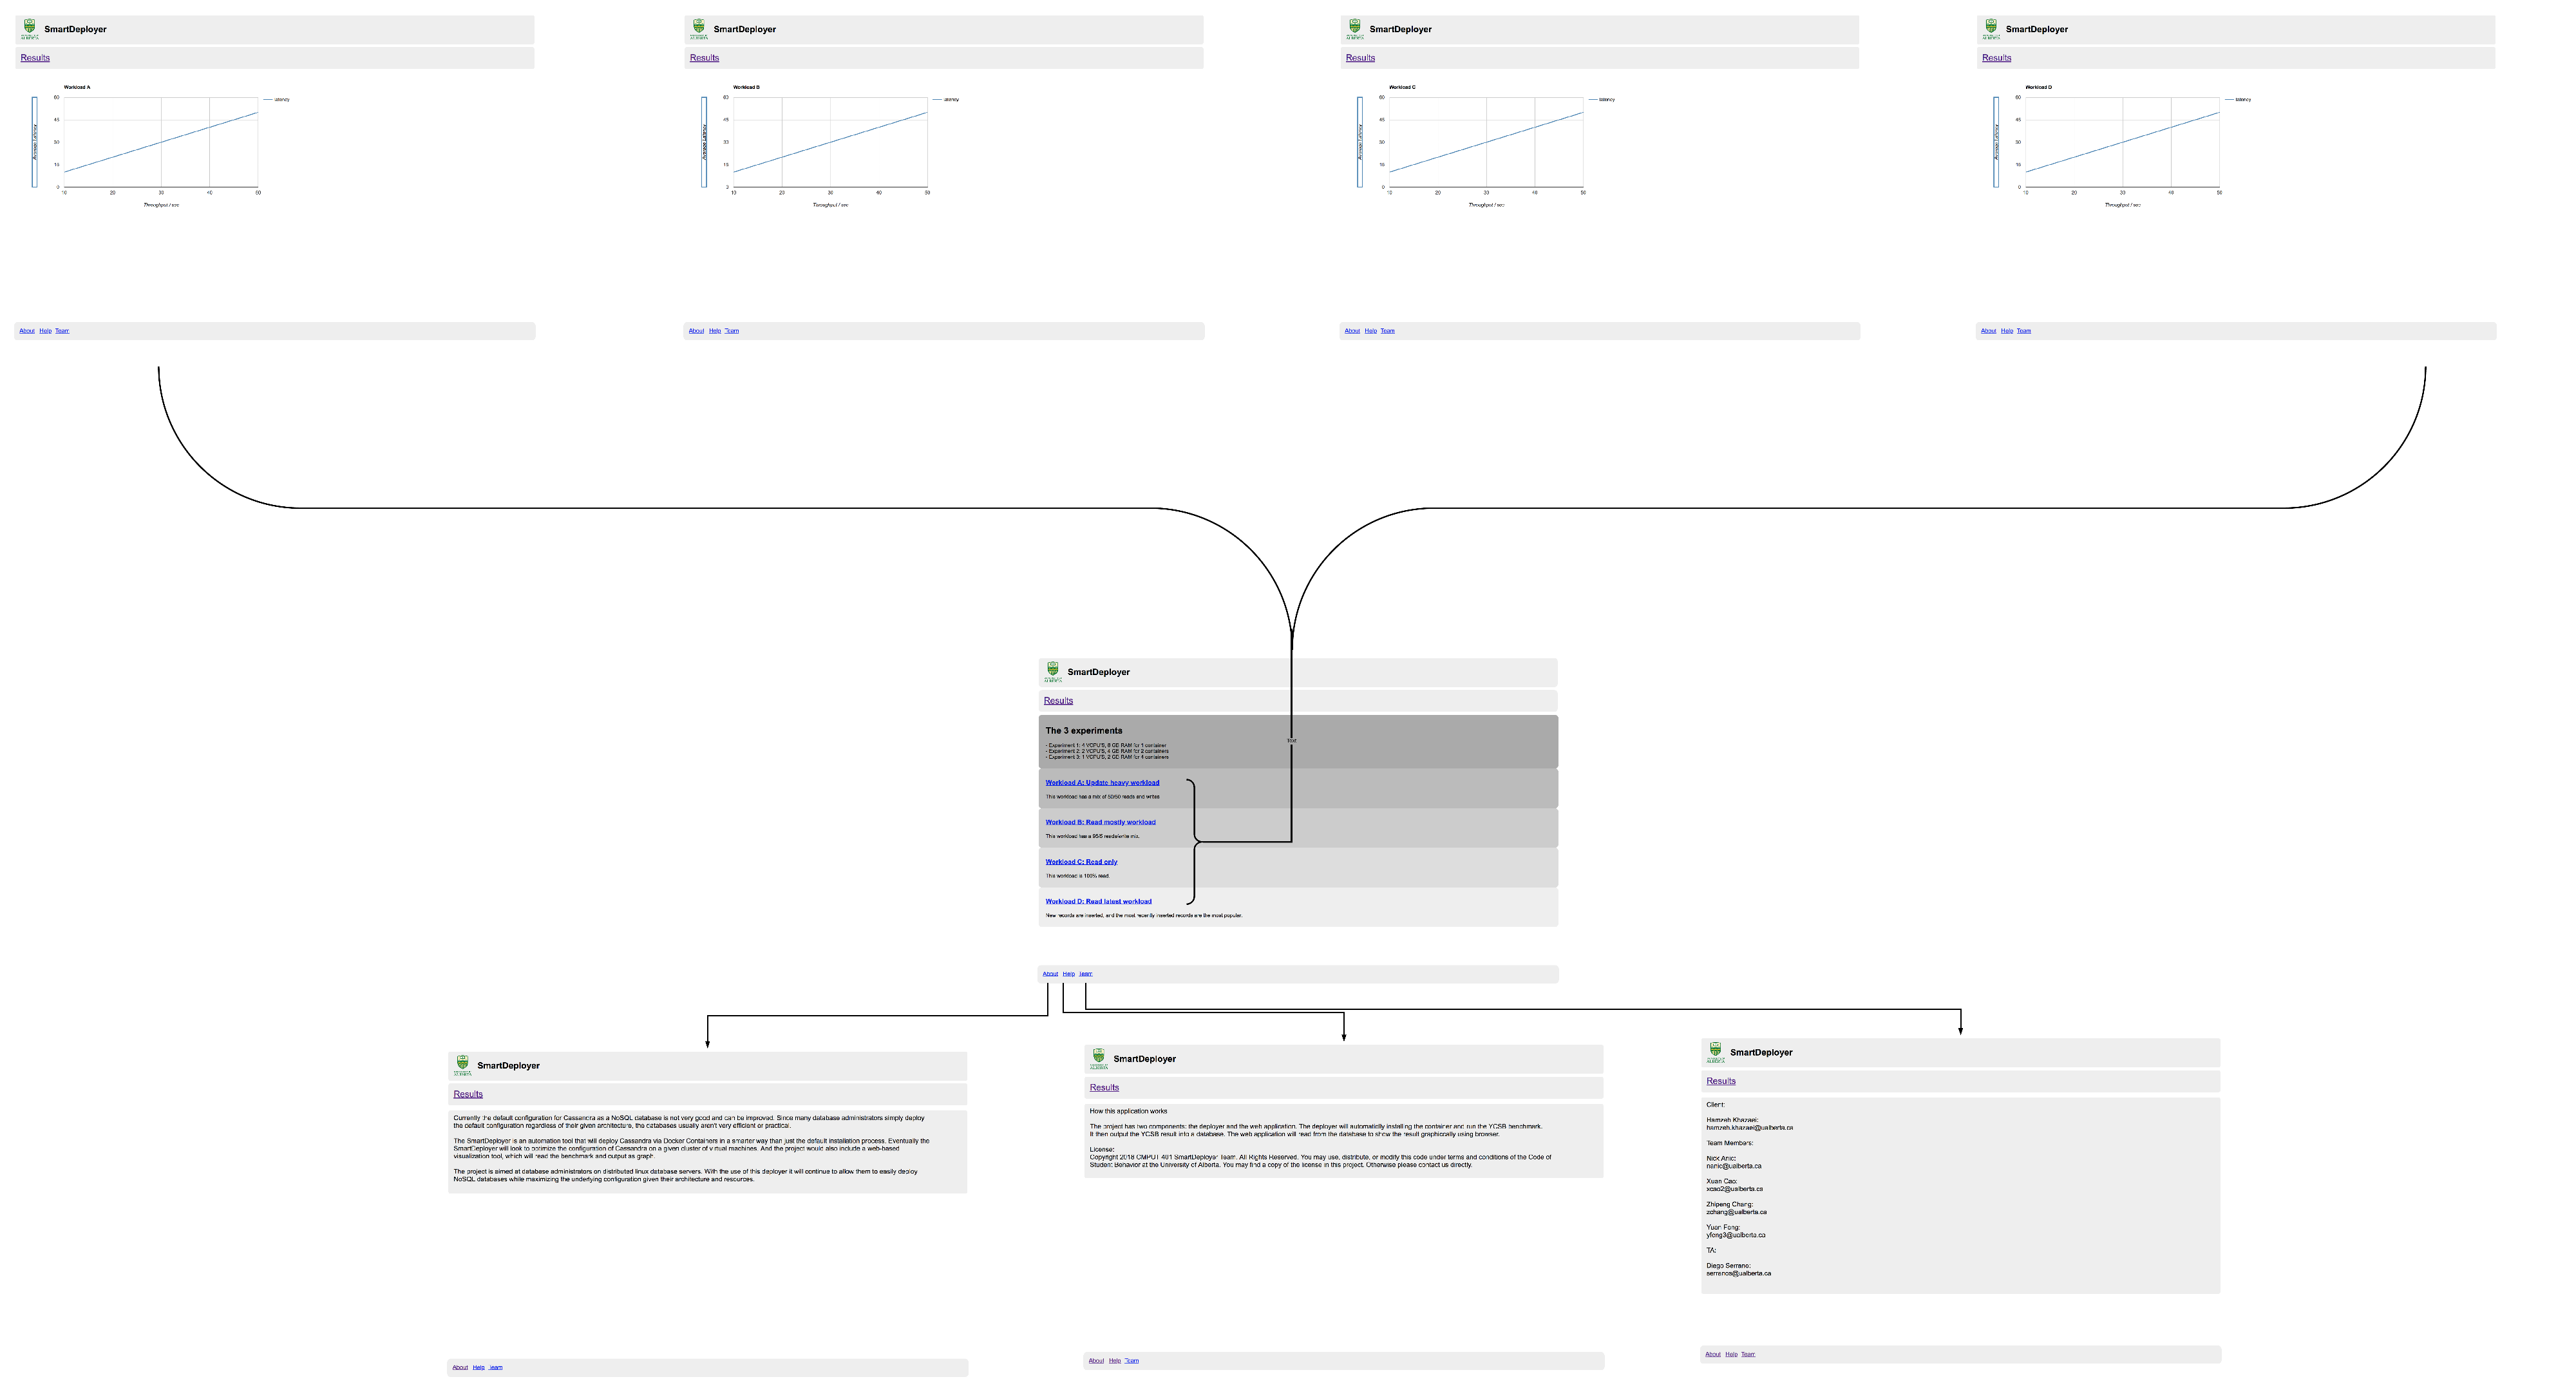 SmartDeployer
Results
Workload A
60
45
30
15
0
10 20 30 40 50
Average Latency
Throughput / sec
latency
About Help Team
SmartDeployer
Results
Workload B
60
45
30
15
0
10 20 30 40 50
Average Latency
Throughput / sec
latency
About Help Team
SmartDeployer
Results
Workload C
60
45
30
15
0
10 20 30 40 50
Average Latency
Throughput / sec
latency
About Help Team
SmartDeployer
Results
Workload D
60
45
30
15
0
10 20 30 40 50
Average Latency
Throughput / sec
latency
About Help Team
SmartDeployer
Results
The 3 experiments
- Experiment 1: 4 VCPU'S, 8 GB RAM for 1 container
- Experiment 2: 2 VCPU'S, 4 GB RAM for 2 containers
- Experiment 3: 1 VCPU'S, 2 GB RAM for 4 containers
Text
Workload A: Update heavy workload
This workload has a mix of 50/50 reads and writes
Workload B: Read mostly workload
This workload has a 95/5 reads/write mix.
Workload C: Read only
This workload is 100% read.
Workload D: Read latest workload
New records are inserted, and the most recently inserted records are the most popular.
About Help Team
SmartDeployer
Results
Currently the default configuration for Cassandra as a NoSQL database is not very good and can be improved. Since many database administrators simply deploy
the default configuration regardless of their given architecture, the databases usually aren't very efficient or practical.
The SmartDeployer is an automation tool that will deploy Cassandra via Docker Containers in a smarter way than just the default installation process. Eventually the
SmartDeployer will look to optimize the configuration of Cassandra on a given cluster of virtual machines. And the project would also include a web-based
visualization tool, which will read the benchmark and output as graph.
The project is aimed at database administrators on distributed linux database servers. With the use of this deployer it will continue to allow them to easily deploy
NoSQL databases while maximizing the underlying configuration given their architecture and resources.
About Help Team
SmartDeployer
Results
How this application works
The project has two components: the deployer and the web application. The deployer will automaticlly installing the container and run the YCSB benchmark.
It then output the YCSB result into a database. The web application will read from the database to show the result graphically using browser.
License:
Copyright 2018 CMPUT 401 SmartDeployer Team. All Rights Reserved. You may use, distribute, or modify this code under terms and conditions of the Code of
Student Behavior at the University of Alberta. You may find a copy of the license in this project. Otherwise please contact us directly.
About Help Team
SmartDeployer
Results
Client:
Hamzeh Khazaei:
hamzeh.khazaei@ualberta.ca
Team Members:
Nick Anic:
nanic@ualberta.ca
Xuan Cao:
xcao2@ualberta.ca
Zhipeng Chang:
zchang@ualberta.ca
Yuan Feng:
yfeng3@ualberta.ca
TA:
Diego Serrano:
serranos@ualberta.ca
About Help Team